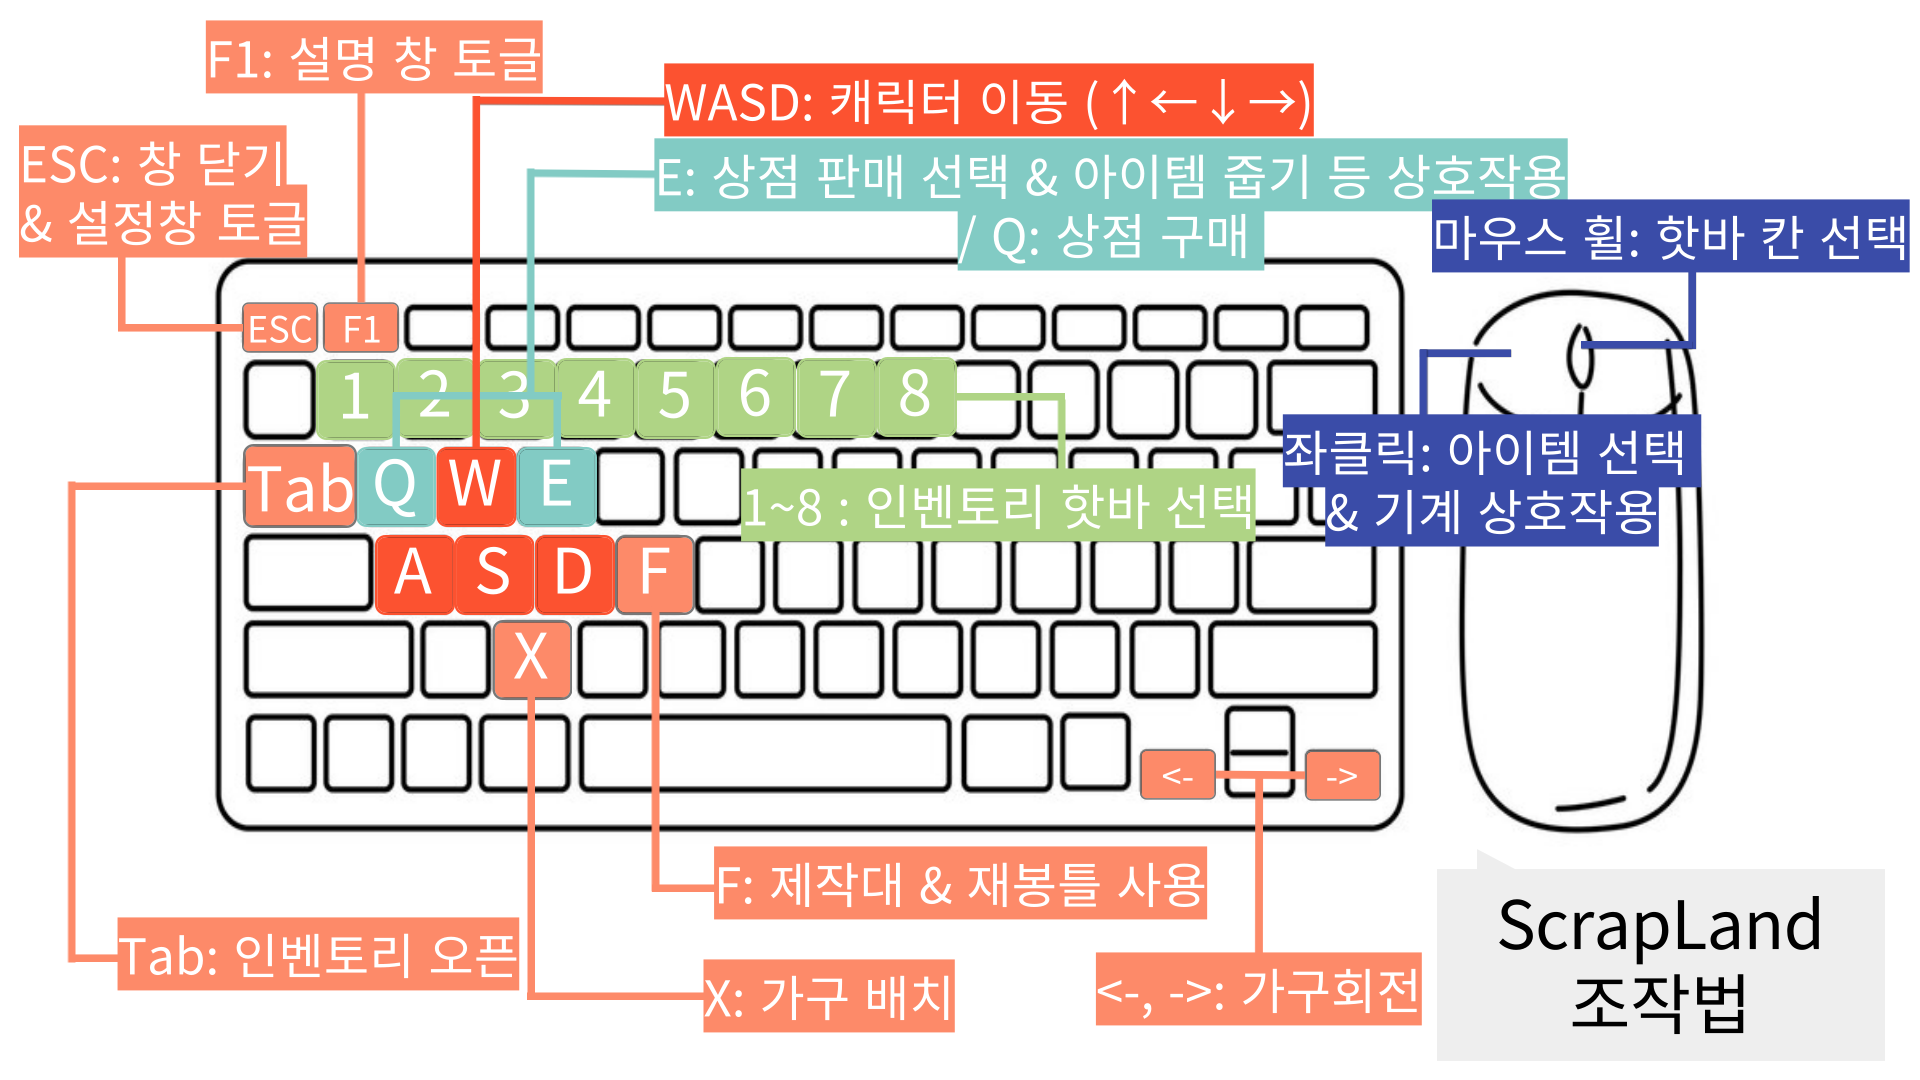 F1: 설명 창 토글
WASD: 캐릭터 이동 (↑←↓→)
ESC: 창 닫기
& 설정창 토글
E: 상점 판매 선택 & 아이템 줍기 등 상호작용
/ Q: 상점 구매
마우스 휠: 핫바 칸 선택
ESC F1
1 2 3 4 5 6 7 8
좌클릭: 아이템 선택
& 기계 상호작용
Tab Q W E
1~8 : 인벤토리 핫바 선택
A S D F
X
<- ->
F: 제작대 & 재봉틀 사용
Tab: 인벤토리 오픈
X: 가구 배치
<-, ->: 가구회전
ScrapLand
조작법